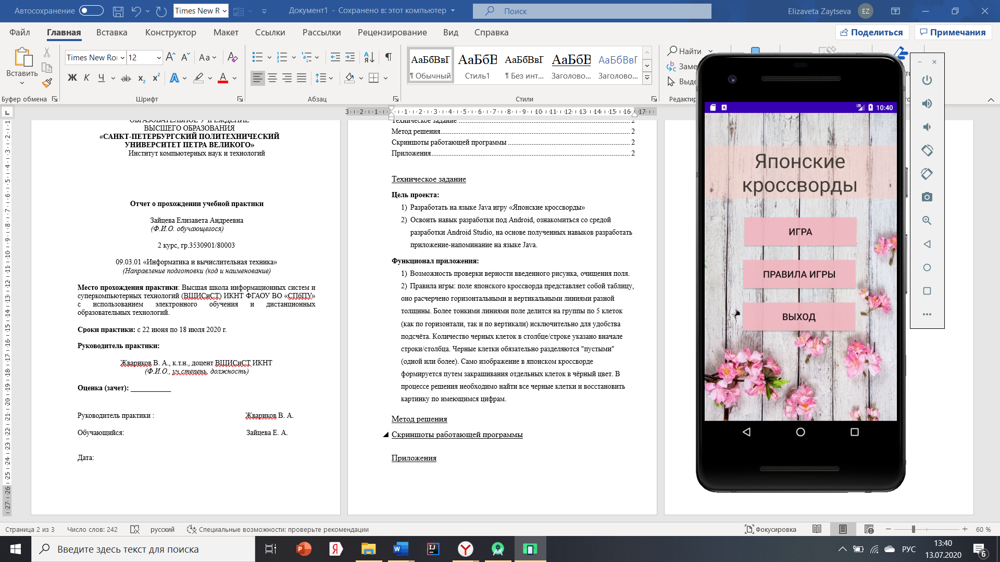 Автосохранение
Times New R
Документ1 - Сохранено в: этот компьютер
Поиск
Elizaveta Zaytseva
EZ
Файл
Главная
Вставка
Конструктор
Макет
Ссылки
Рассылки
Рецензирование
Вид
Справка
Поделиться
Примечания
Вставить
Буфер обмена
Times New Ro
12
Aa
Ж К Ч ab x₂ x² A A
Шрифт
Абзац
АаБбВвГ
¶ Обычный
АаБбВ
Стиль1
АаБбВвГ
¶ Без инт...
АаБбВ
Заголово...
АаБбВвГ
Заголово...
Стили
Найти
Заме
Выде
Редактир
ОБРАЗОВАТЕЛЬНОЕ УЧРЕЖДЕНИЕ
ВЫСШЕГО ОБРАЗОВАНИЯ
«САНКТ-ПЕТЕРБУРГСКИЙ ПОЛИТЕХНИЧЕСКИЙ
УНИВЕРСИТЕТ ПЕТРА ВЕЛИКОГО»
Институт компьютерных наук и технологий
Отчет о прохождении учебной практики
Зайцева Елизавета Андреевна
(Ф.И.О. обучающегося)
2 курс, гр.3530901/80003
09.03.01 «Информатика и вычислительная техника»
(Направление подготовки (код и наименование)
Место прохождения практики: Высшая школа информационных систем и
суперкомпьютерных технологий (ВШИСиСТ) ИКНТ ФГАОУ ВО «СПбПУ»
с использованием электронного обучения и дистанционных
образовательных технологий.
Сроки практики: с 22 июня по 18 июля 2020 г.
Руководитель практики:
Жвариков В. А., к.т.н., доцент ВШИСиСТ ИКНТ
(Ф.И.О., уч.степень, должность)
Оценка (зачет): ___________
Руководитель практики : Жвариков В. А.
Обучающийся: Зайцева Е. А.
Дата:
Техническое задание 2
Метод решения 2
Скриншоты работающей программы 2
Приложения 2
Техническое задание
Цель проекта:
1) Разработать на языке Java игру «Японские кроссворды»
2) Освоить навык разработки под Android, ознакомиться со средой
разработки Android Studio, на основе полученных навыков разработать
приложение-напоминание на языке Java.
Функционал приложения:
1) Возможность проверки верности введенного рисунка, очищения поля.
2) Правила игры: поле японского кроссворда представляет собой таблицу,
оно расчерчено горизонтальными и вертикальными линиями разной
толщины. Более тонкими линиями поле делится на группы по 5 клеток
(как по горизонтали, так и по вертикали) исключительно для удобства
подсчёта. Количество черных клеток в столбце/строке указано вначале
строки/столбца. Черные клетки обязательно разделяются "пустыми"
(одной или более). Само изображение в японском кроссворде
формируется путем закрашивания отдельных клеток в чёрный цвет. В
процессе решения необходимо найти все черные клетки и восстановить
картинку по имеющимся цифрам.
Метод решения
Скриншоты работающей программы
Приложения
LTE
10:40
Японские
кроссворды
ИГРА
ПРАВИЛА ИГРЫ
ВЫХОД
Страница 2 из 3
Число слов: 242
русский
Специальные возможности: проверьте рекомендации
Фокусировка
60 %
Введите здесь текст для поиска
РУС
13:40
13.07.2020
6